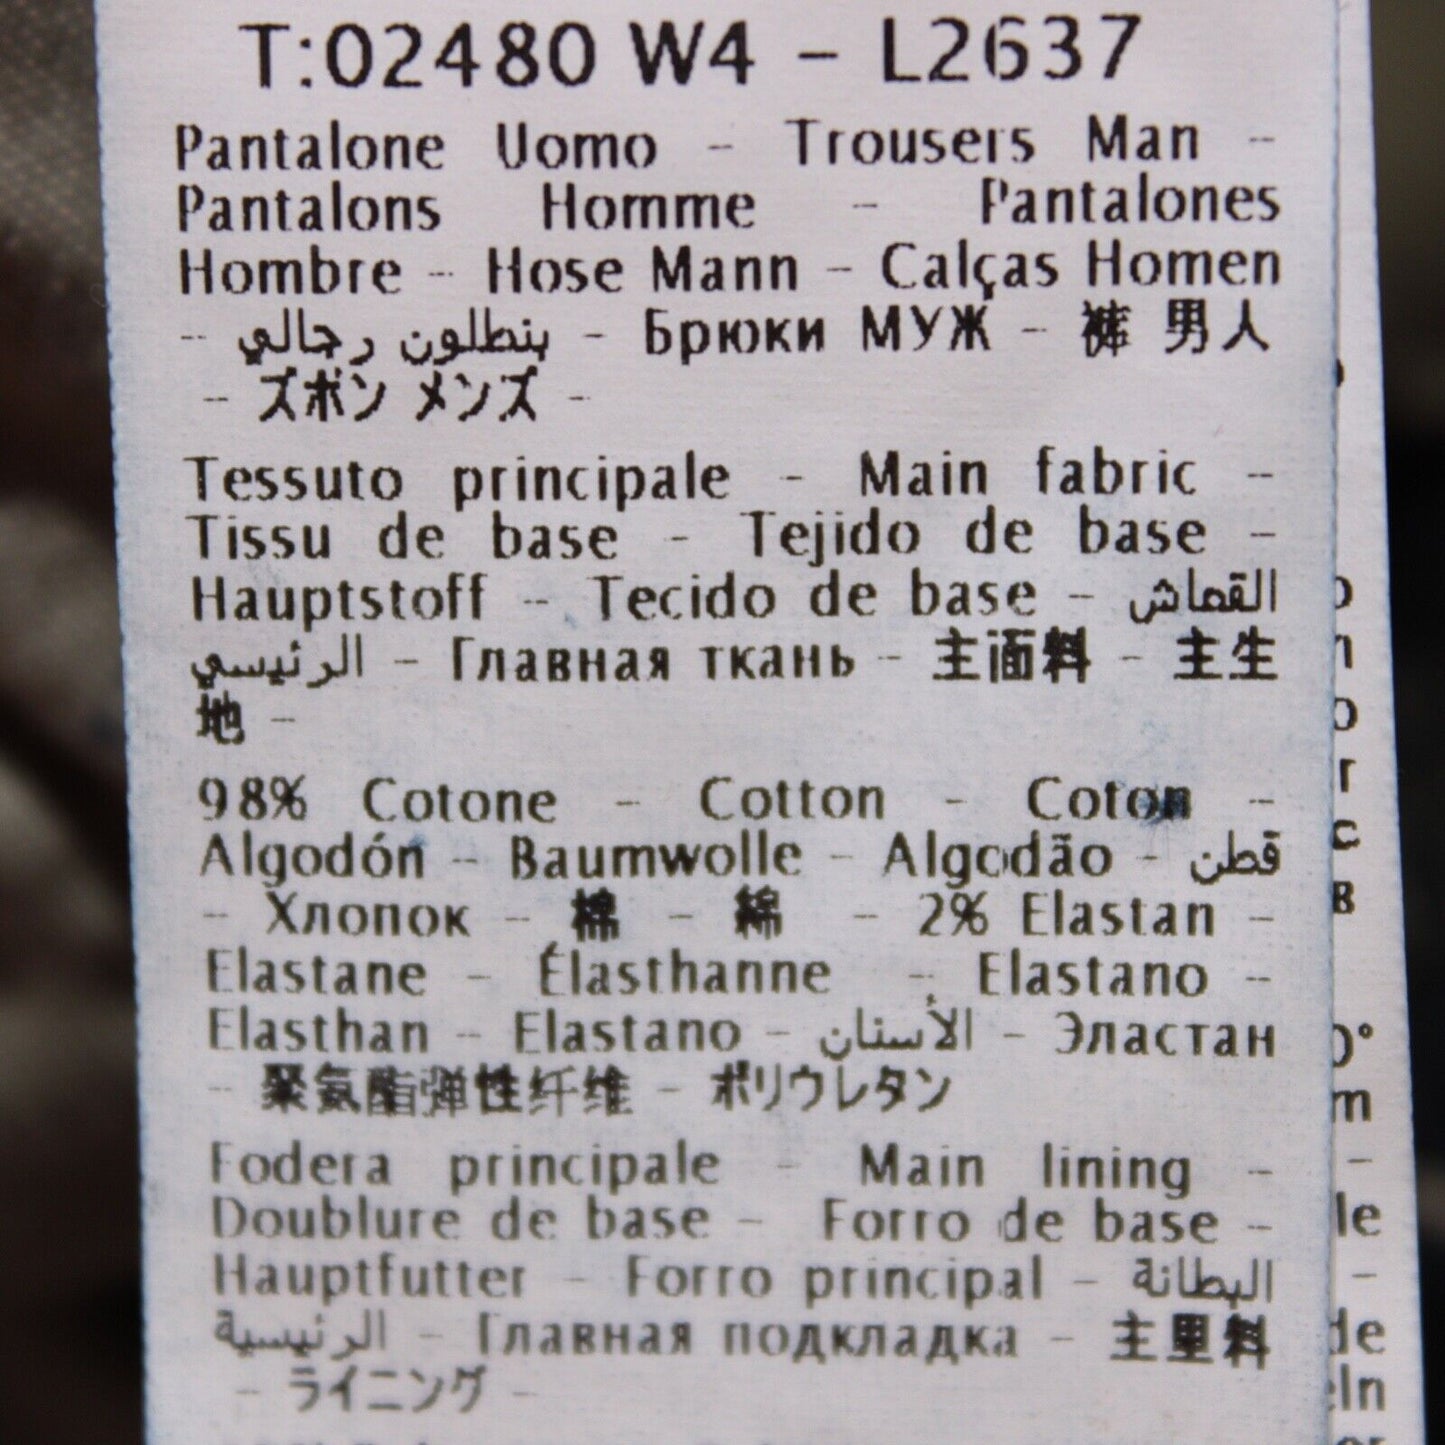 T:02480 W4 - L2637
Pantalone Uomo - Trousers Man -
Pantalons Homme - Pantalones
Hombre - Hose Mann - Calças Homen
- بنطلون رجالي - Брюки МУЖ - 裤 男人
- ズボン メンズ -
Tessuto principale - Main fabric -
Tissu de base - Tejido de base -
Hauptstoff - Tecido de base - القماش
الرئيسي - Главная ткань - 主面料 - 主生
地 -
98% Cotone - Cotton - Coton -
Algodón - Baumwolle - Algodão - قطن
- Хлопок - 棉 - 綿 - 2% Elastan -
Elastane - Élasthanne - Elastano -
Elasthan - Elastano - الأستان - Эластан
- 聚氨酯弹性纤维 - ポリウレタン
Fodera principale - Main lining -
Doublure de base - Forro de base -
Hauptfutter - Forro principal - البطانة
الرئيسية - Главная подкладка - 主里料
- ライニング -